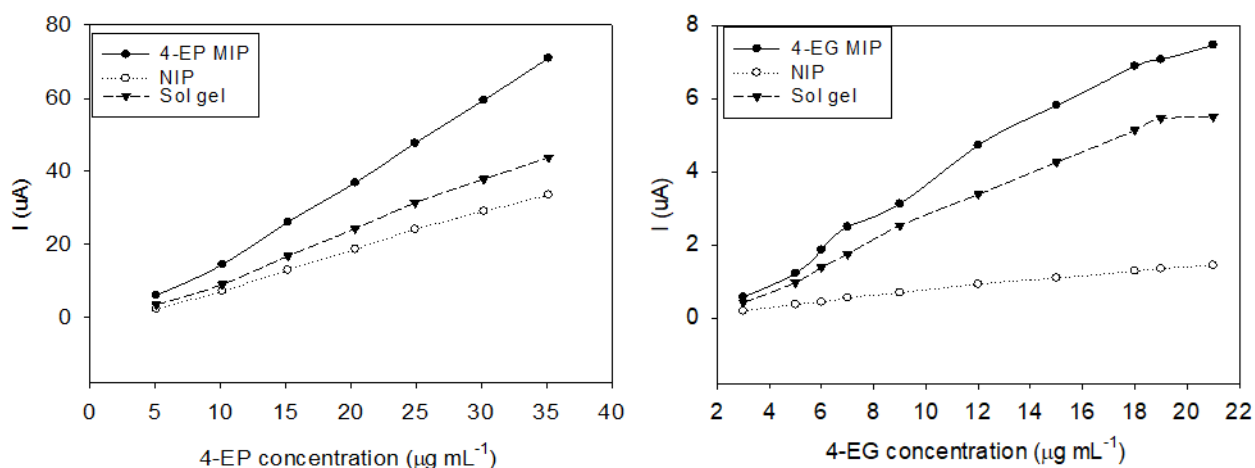 80
60
40
20
0
I (uA)
4-EP MIP
NIP
Sol gel
0 5 10 15 20 25 30 35 40
4-EP concentration (µg mL⁻¹)
8
6
4
2
0
I (uA)
4-EG MIP
NIP
Sol gel
2 4 6 8 10 12 14 16 18 20 22
4-EG concentration (µg mL⁻¹)